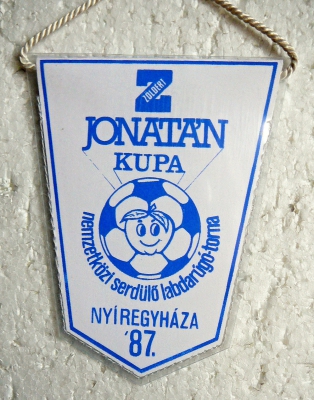 Z
ZÖLDÉRT
JONATÁN
KUPA
nemzetközi serdülő labdarúgó-torna
NYÍREGYHÁZA
'87.